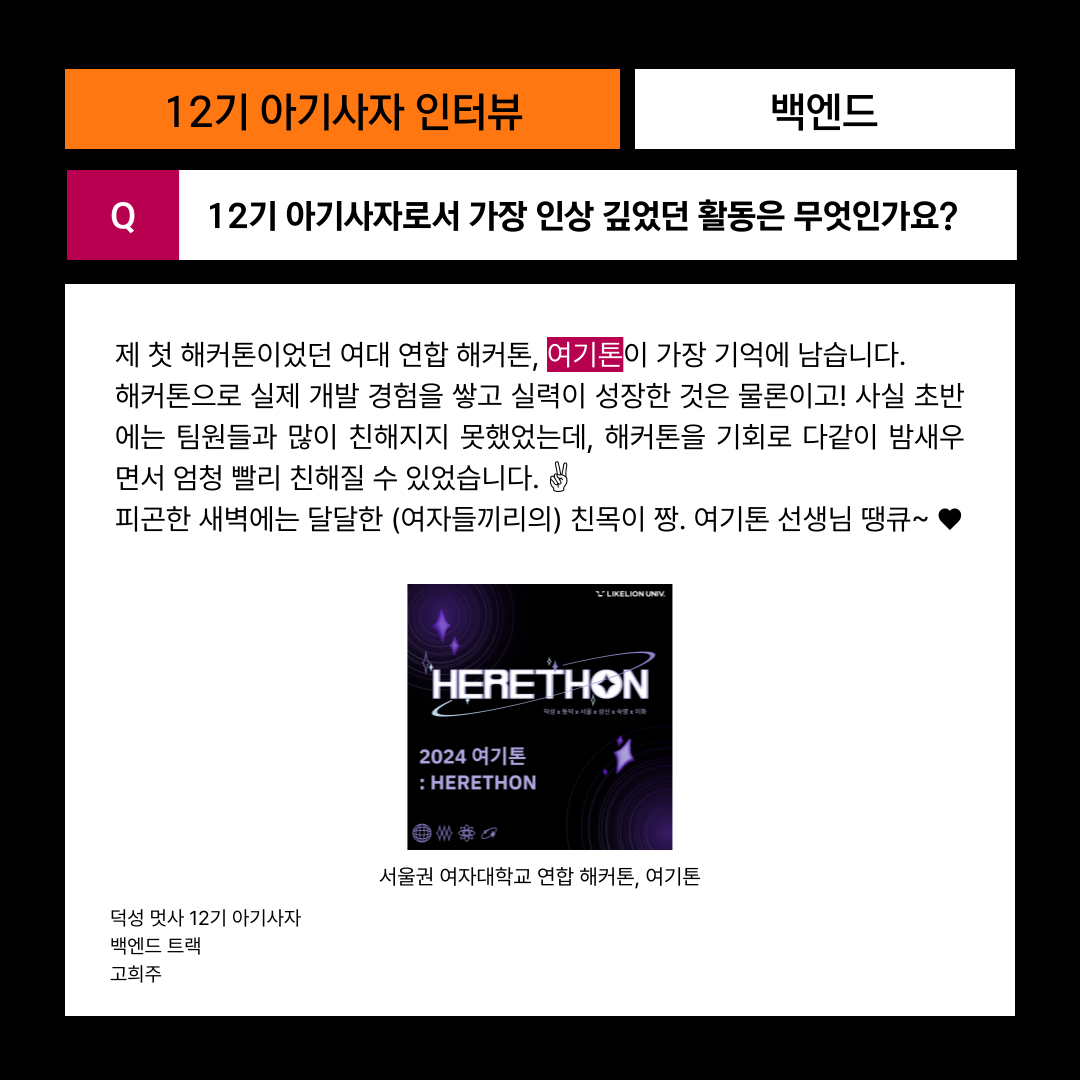 12기 아기사자 인터뷰
백엔드
Q
12기 아기사자로서 가장 인상 깊었던 활동은 무엇인가요?
제 첫 해커톤이었던 여대 연합 해커톤, 여기톤이 가장 기억에 남습니다.
해커톤으로 실제 개발 경험을 쌓고 실력이 성장한 것은 물론이고! 사실 초반
에는 팀원들과 많이 친해지지 못했었는데, 해커톤을 기회로 다같이 밤새우
면서 엄청 빨리 친해질 수 있었습니다. ✌
피곤한 새벽에는 달달한 (여자들끼리의) 친목이 짱. 여기톤 선생님 땡큐~ ♥
LIKELION UNIV.
HERETHON
덕성 x 동덕 x 서울 x 성신 x 숙명 x 이화
2024 여기톤
: HERETHON
서울권 여자대학교 연합 해커톤, 여기톤
덕성 멋사 12기 아기사자
백엔드 트랙
고희주